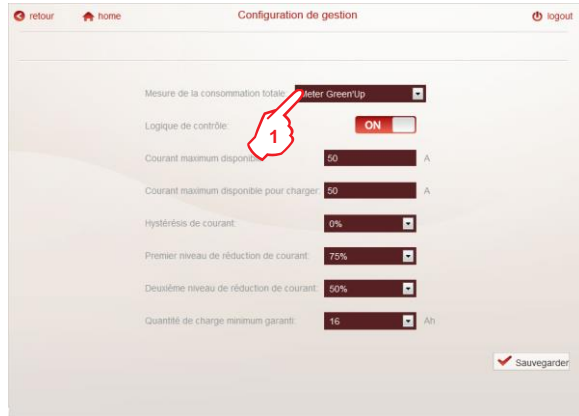 retour home Configuration de gestion logout
Mesure de la consommation totale: Meter Green'Up
Logique de contrôle: ON
1
Courant maximum disponible 50 A
Courant maximum disponible pour charger: 50 A
Hystérésis de courant: 0%
Premier niveau de réduction de courant: 75%
Deuxième niveau de réduction de courant: 50%
Quantité de charge minimum garanti: 16 Ah
Sauvegarder